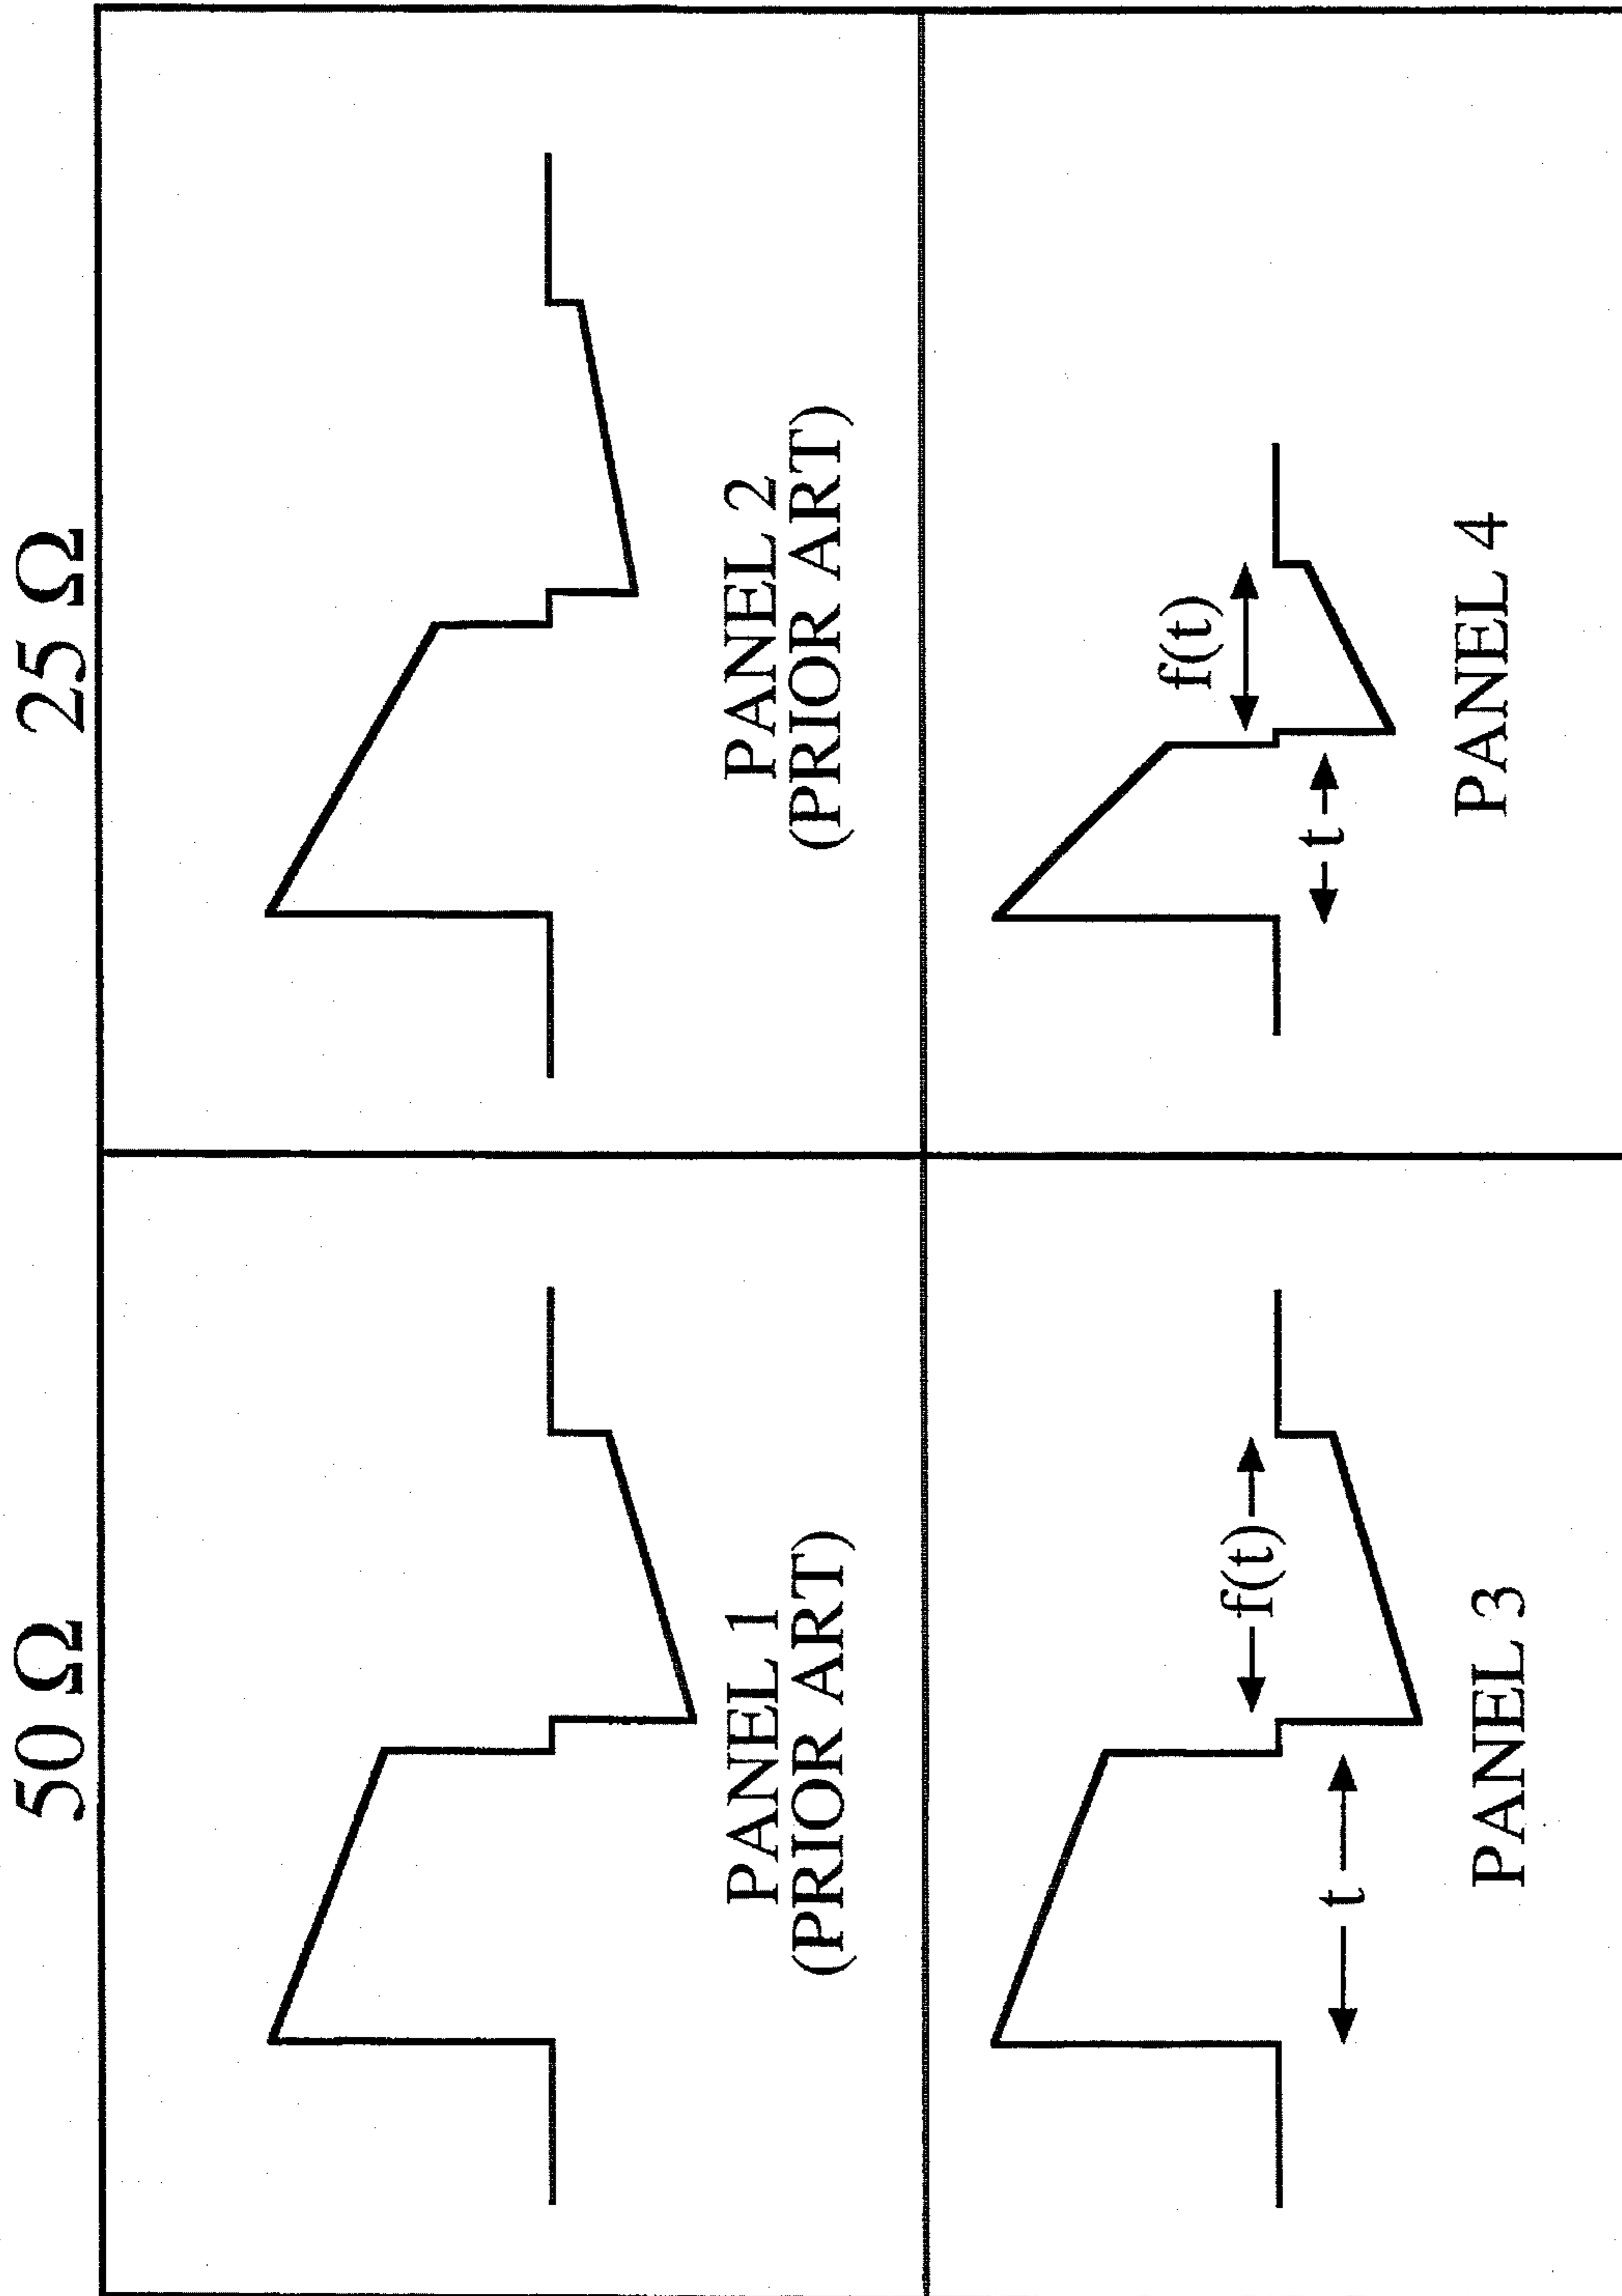 50 Ω
25 Ω
PANEL 1
(PRIOR ART)
PANEL 2
(PRIOR ART)
f(t)
t
PANEL 3
f(t)
t
PANEL 4